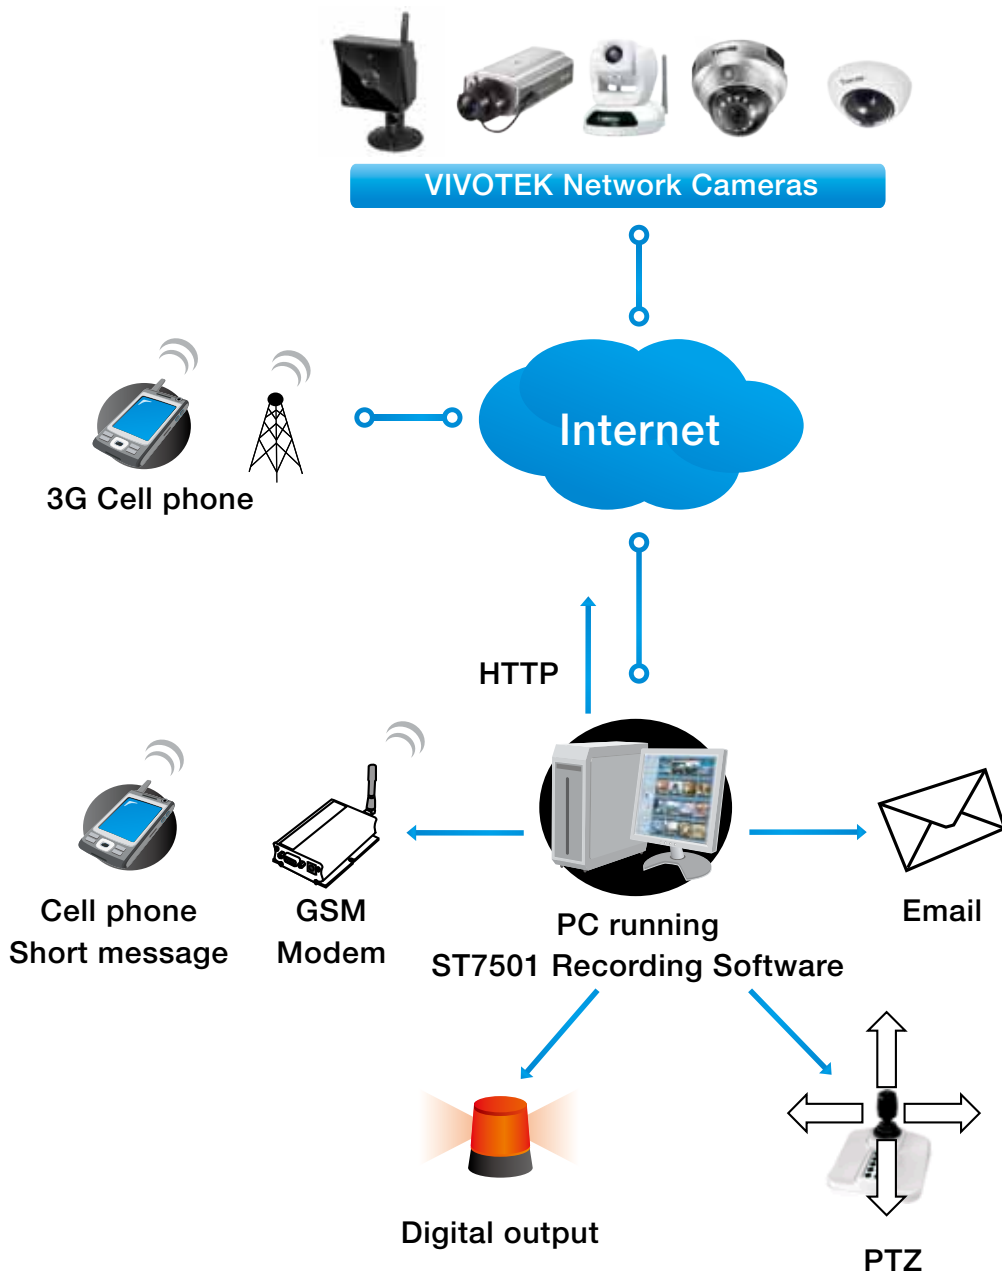 VIVOTEK Network Cameras
Internet
3G Cell phone
HTTP
Cell phone
Short message
GSM
Modem
PC running
ST7501 Recording Software
Email
Digital output
PTZ